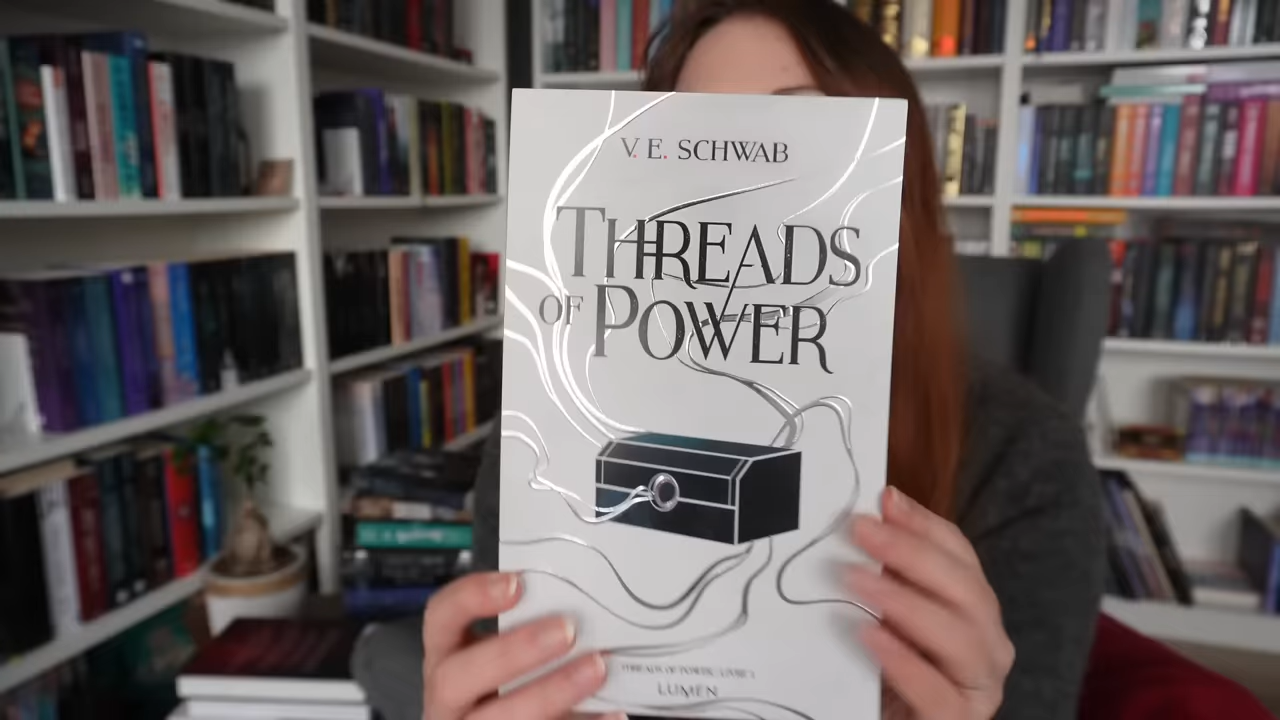 V. E. SCHWAB
THREADS
OF POWER
THREADS OF POWER, LIVRE 1
LUMEN